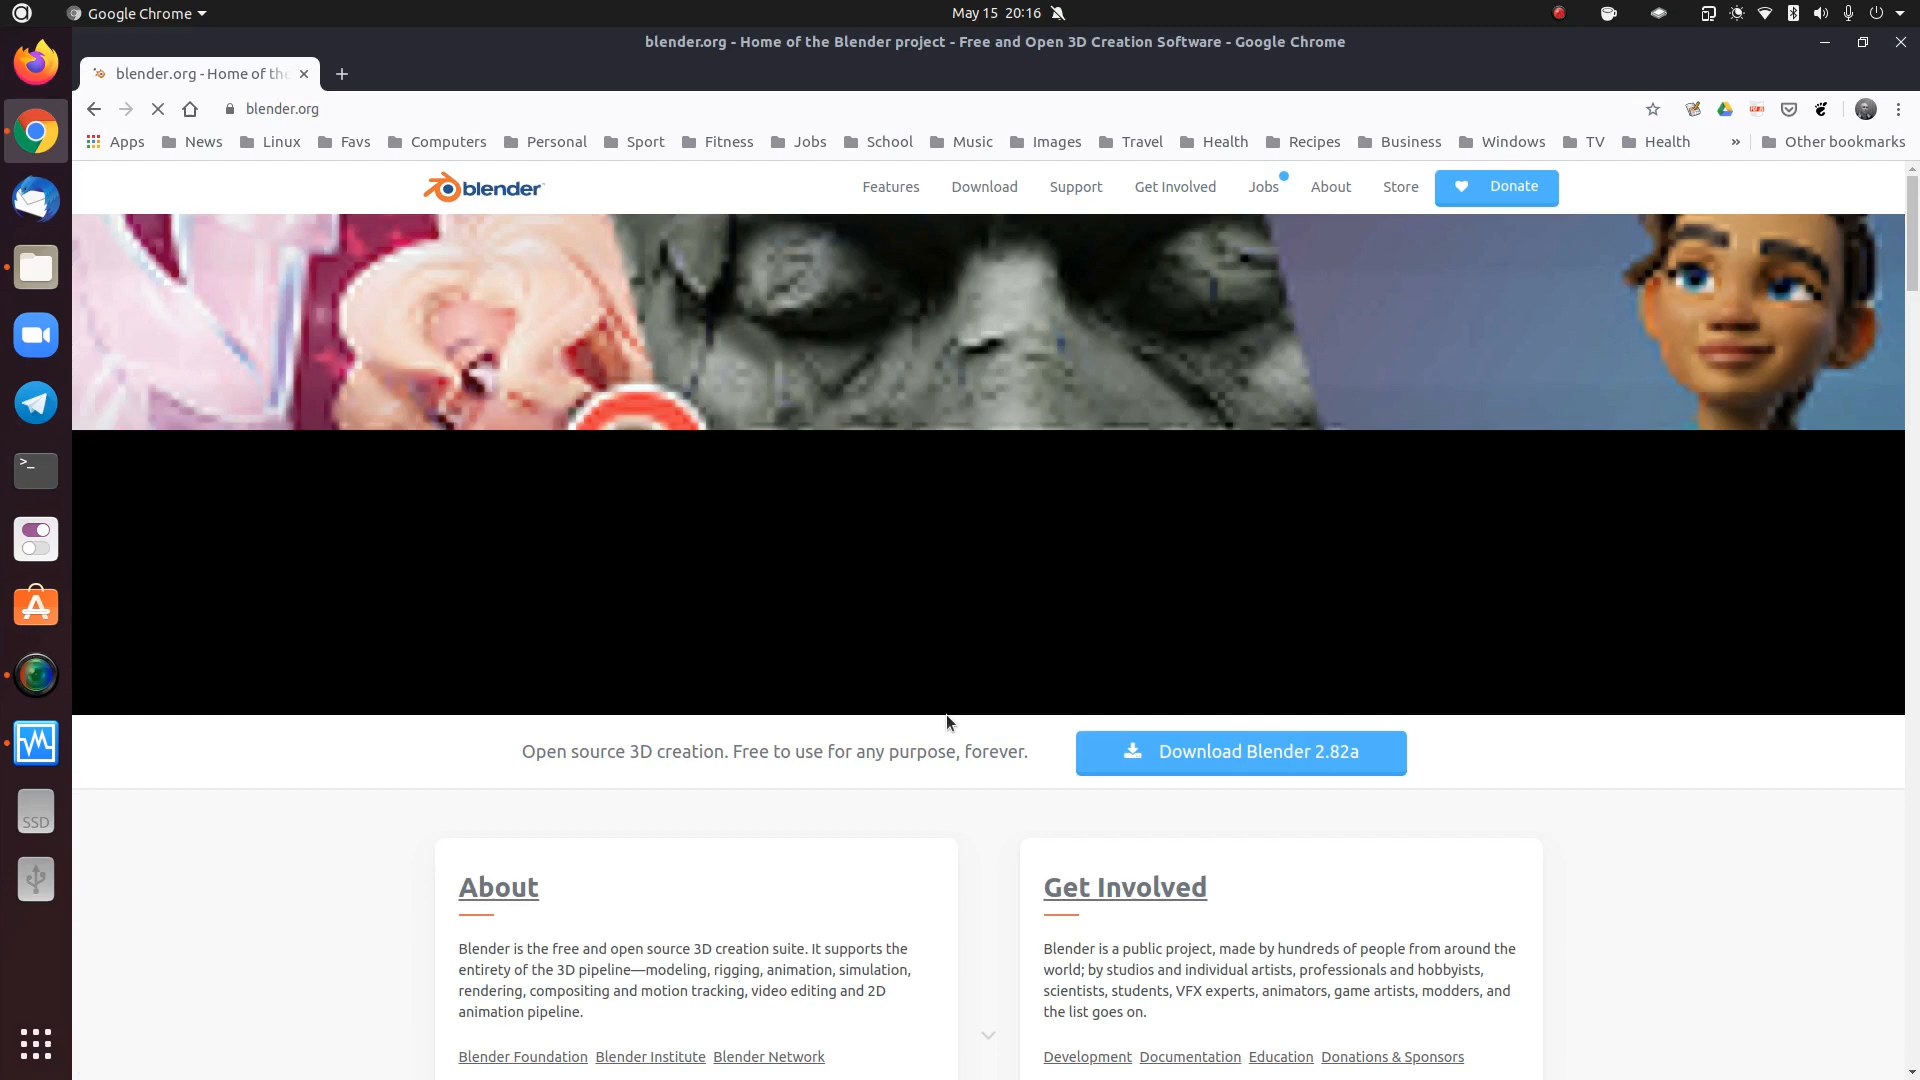 Google Chrome
May 15 20:16
blender.org - Home of the Blender project - Free and Open 3D Creation Software - Google Chrome
blender.org - Home of the
blender.org
Apps News Linux Favs Computers Personal Sport Fitness Jobs School Music Images Travel Health Recipes Business Windows TV Health » Other bookmarks
blender
Features Download Support Get Involved Jobs About Store Donate
Open source 3D creation. Free to use for any purpose, forever.
Download Blender 2.82a
SSD
About
Blender is the free and open source 3D creation suite. It supports the
entirety of the 3D pipeline—modeling, rigging, animation, simulation,
rendering, compositing and motion tracking, video editing and 2D
animation pipeline.
Blender Foundation Blender Institute Blender Network
Get Involved
Blender is a public project, made by hundreds of people from around the
world; by studios and individual artists, professionals and hobbyists,
scientists, students, VFX experts, animators, game artists, modders, and
the list goes on.
Development Documentation Education Donations & Sponsors